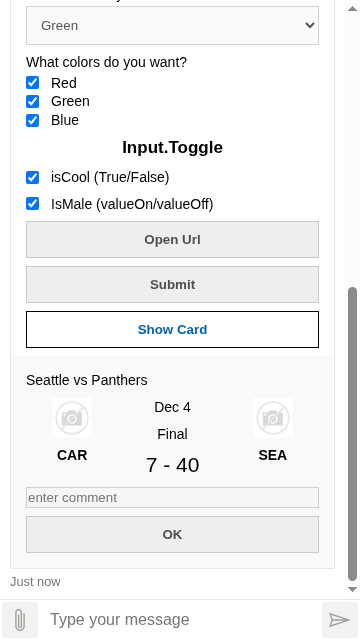 Green
What colors do you want?
Red
Green
Blue
Input.Toggle
isCool (True/False)
IsMale (valueOn/valueOff)
Open Url
Submit
Show Card
Seattle vs Panthers
Dec 4
Final
CAR
7 - 40
SEA
enter comment
OK
Just now
Type your message